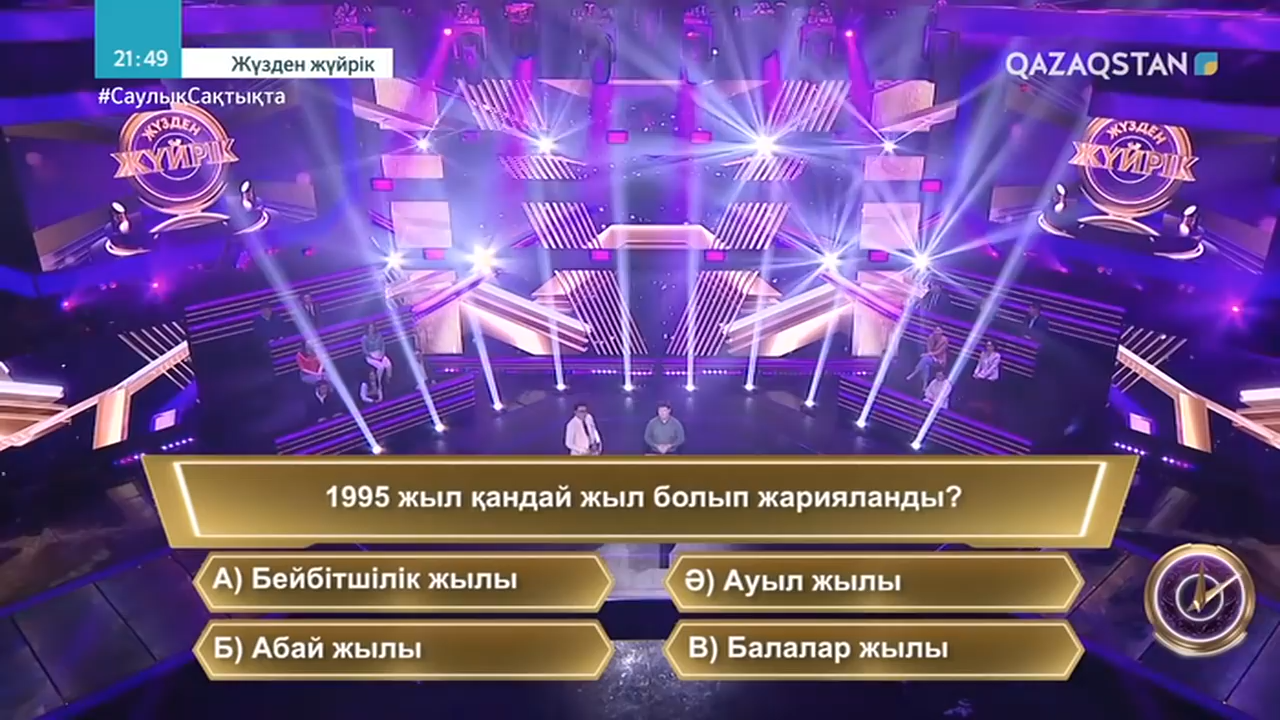 21:49
Жүзден жүйрік
QAZAQSTAN
#СаулықСақтықта
ЖҮЗДЕН
ЖҮЙРІК
ЖҮЗДЕН
ЖҮЙРІК
1995 жыл қандай жыл болып жарияланды?
А) Бейбітшілік жылы
Ә) Ауыл жылы
Б) Абай жылы
В) Балалар жылы